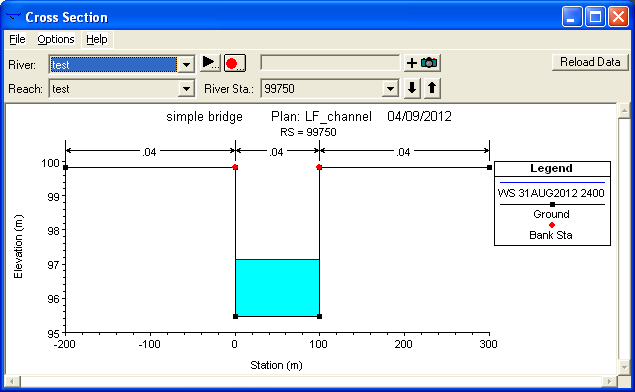 Cross Section
File Options Help
River: test
Reload Data
Reach: test River Sta.: 99750
simple bridge Plan: LF_channel 04/09/2012
RS = 99750
.04 .04 .04
100
99
98
97
96
95
Elevation (m)
-200 -100 0 100 200 300
Station (m)
Legend
WS 31AUG2012 2400
Ground
Bank Sta